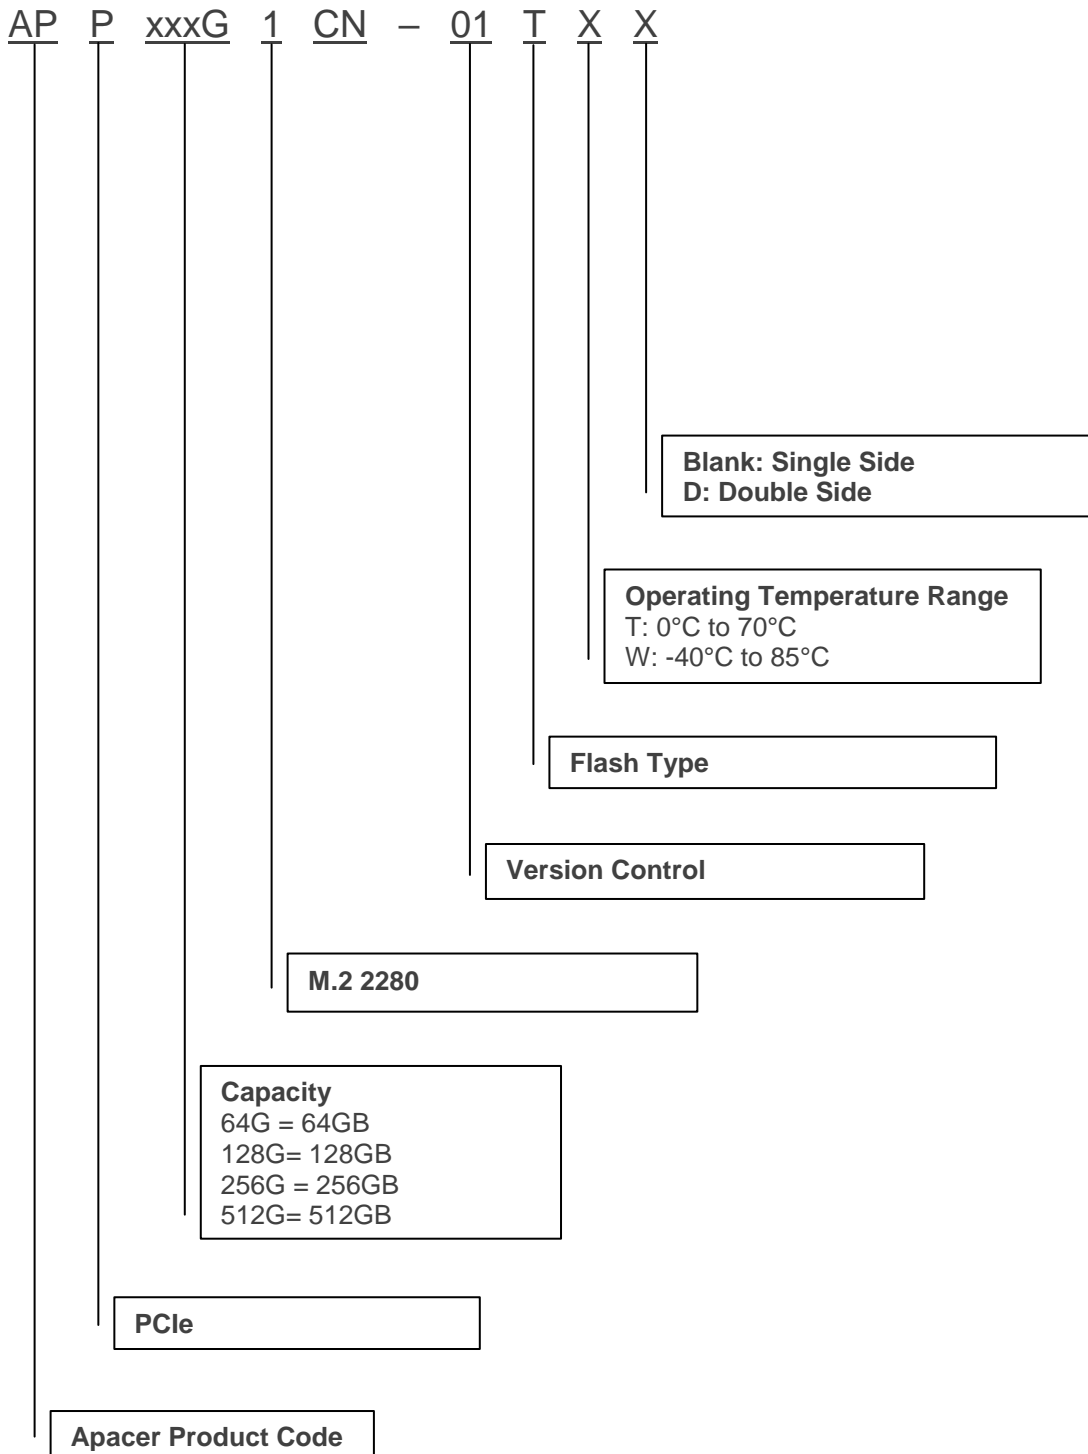 AP P xxxG 1 CN – 01 T X X
Blank: Single Side
D: Double Side
Operating Temperature Range
T: 0°C to 70°C
W: -40°C to 85°C
Flash Type
Version Control
M.2 2280
Capacity
64G = 64GB
128G= 128GB
256G = 256GB
512G= 512GB
PCIe
Apacer Product Code